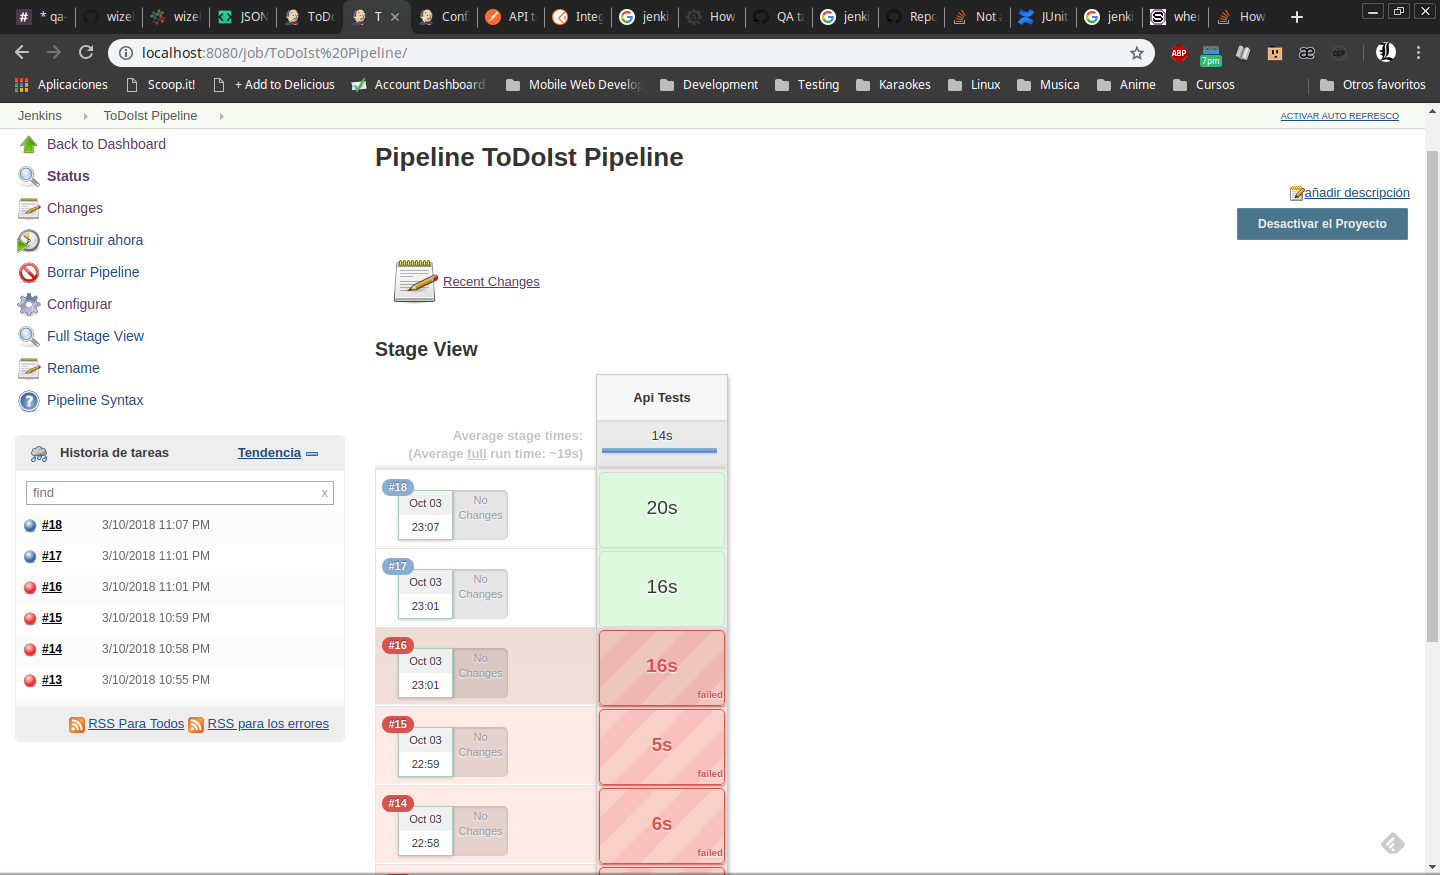 * qa-
wizel
wizel
JSON
ToDo
T
Conf
API t
Integ
jenki
How
QA ta
jenki
Repo
Not a
JUnit
jenki
wher
How
localhost:8080/job/ToDoIst%20Pipeline/
ABP
7pm
æ
Aplicaciones
Scoop.it!
+ Add to Delicious
Account Dashboard
Mobile Web Develop
Development
Testing
Karaokes
Linux
Musica
Anime
Cursos
Otros favoritos
Jenkins
ToDoIst Pipeline
ACTIVAR AUTO REFRESCO
Back to Dashboard
Status
Changes
Construir ahora
Borrar Pipeline
Configurar
Full Stage View
Rename
Pipeline Syntax
Historia de tareas
Tendencia
find
x
#18 3/10/2018 11:07 PM
#17 3/10/2018 11:01 PM
#16 3/10/2018 11:01 PM
#15 3/10/2018 10:59 PM
#14 3/10/2018 10:58 PM
#13 3/10/2018 10:55 PM
RSS Para Todos RSS para los errores
Pipeline ToDoIst Pipeline
añadir descripción
Desactivar el Proyecto
Recent Changes
Stage View
Api Tests
Average stage times:
(Average full run time: ~19s)
14s
#18
Oct 03
23:07
No
Changes
20s
#17
Oct 03
23:01
No
Changes
16s
#16
Oct 03
23:01
No
Changes
16s
failed
#15
Oct 03
22:59
No
Changes
5s
failed
#14
Oct 03
22:58
No
Changes
6s
failed